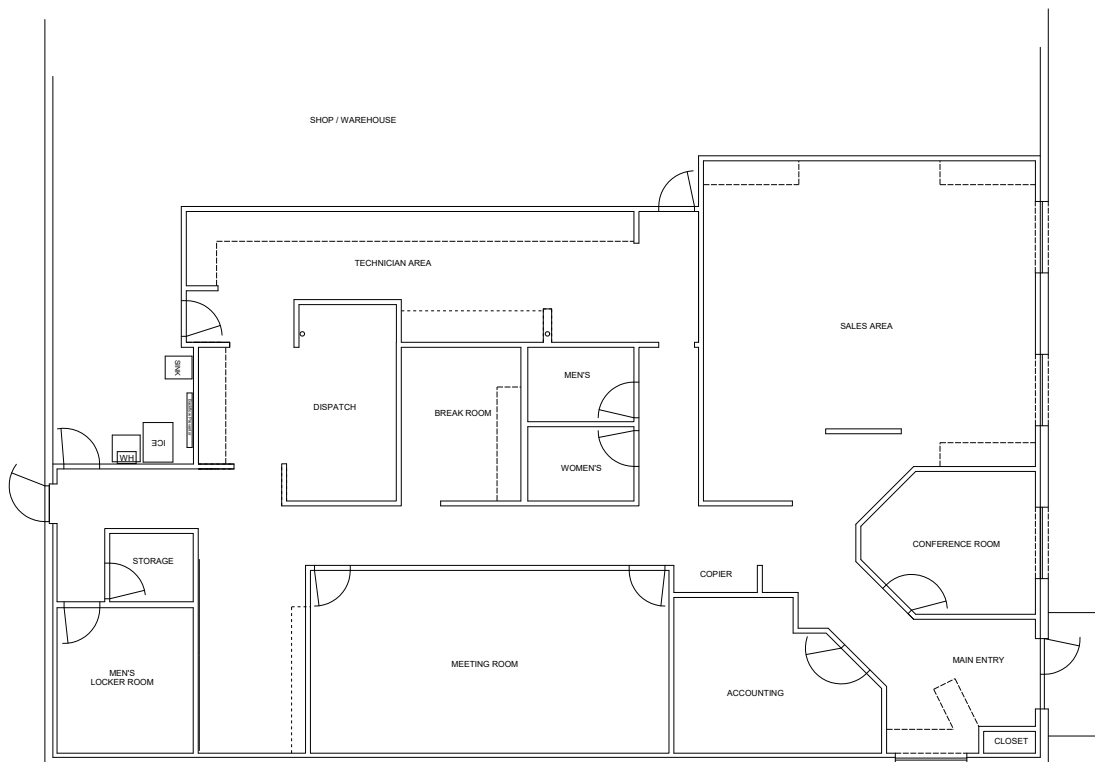 SHOP / WAREHOUSE
TECHNICIAN AREA
SALES AREA
SINK
MEN'S
DISPATCH
BREAK ROOM
ICE
WH
WOMEN'S
CONFERENCE ROOM
STORAGE
COPIER
MEN'S
LOCKER ROOM
MEETING ROOM
MAIN ENTRY
ACCOUNTING
CLOSET